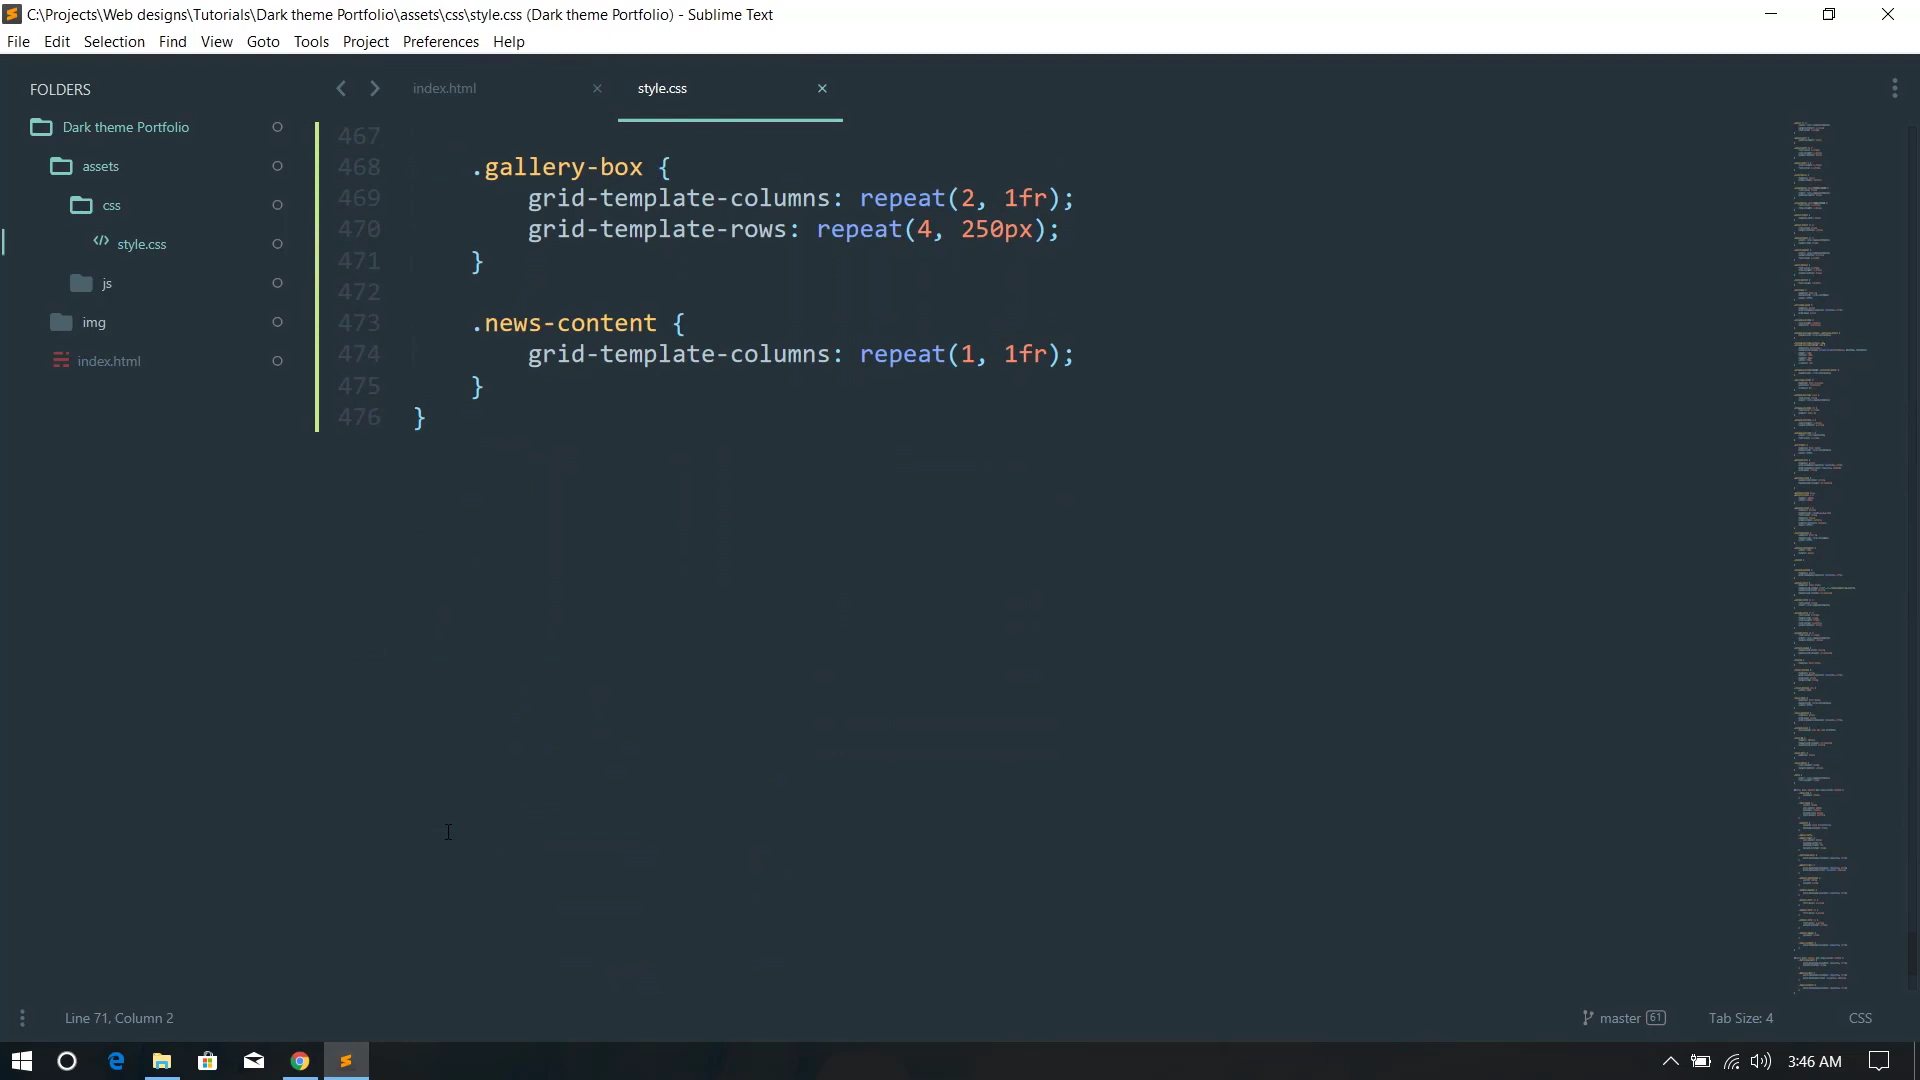 C:\Projects\Web designs\Tutorials\Dark theme Portfolio\assets\css\style.css (Dark theme Portfolio) - Sublime Text
File Edit Selection Find View Goto Tools Project Preferences Help
FOLDERS
Dark theme Portfolio
assets
css
style.css
js
img
index.html
index.html style.css
467
468 .gallery-box {
469 grid-template-columns: repeat(2, 1fr);
470 grid-template-rows: repeat(4, 250px);
471 }
472
473 .news-content {
474 grid-template-columns: repeat(1, 1fr);
475 }
476 }
Line 71, Column 2 master 61 Tab Size: 4 CSS
3:46 AM